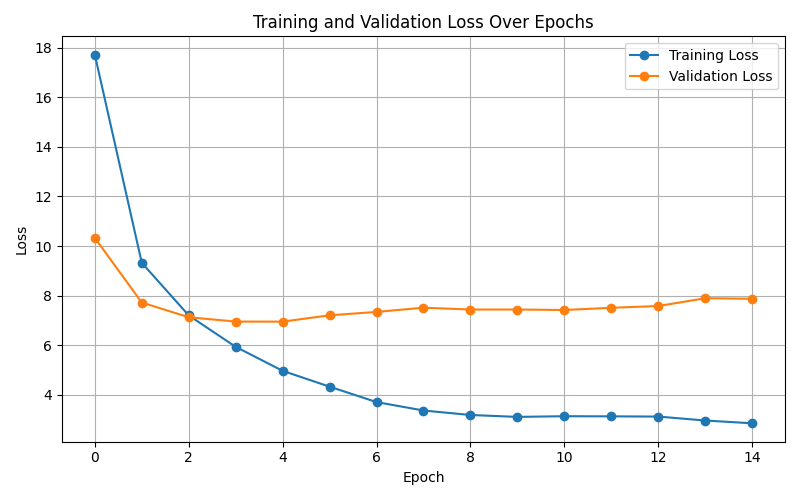 Training and Validation Loss Over Epochs
Training Loss
Validation Loss
Loss
18
16
14
12
10
8
6
4
0 2 4 6 8 10 12 14
Epoch